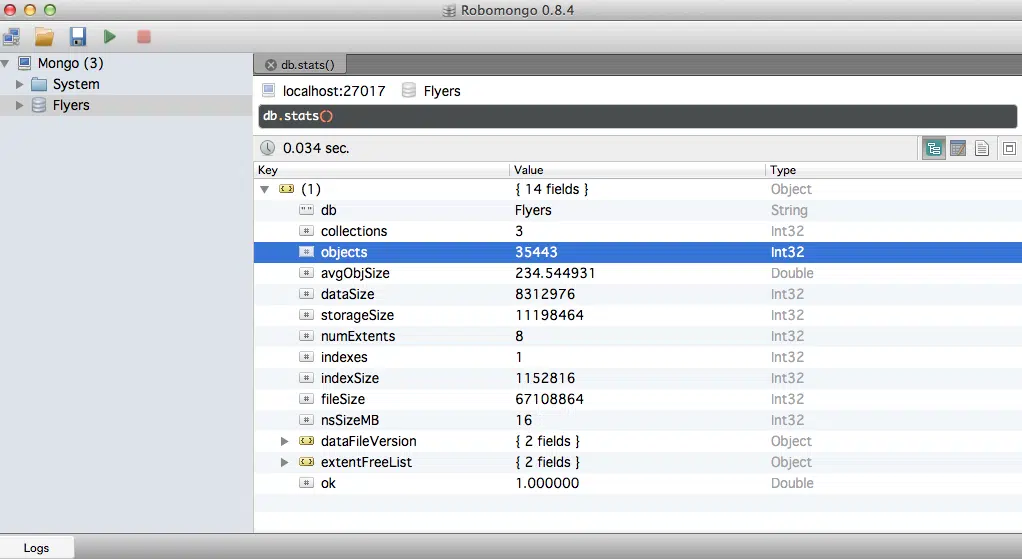 Robomongo 0.8.4
Mongo (3)
System
Flyers
db.stats()
localhost:27017 Flyers
db.stats()
0.034 sec.
Key Value Type
(1) { 14 fields } Object
db Flyers String
collections 3 Int32
objects 35443 Int32
avgObjSize 234.544931 Double
dataSize 8312976 Int32
storageSize 11198464 Int32
numExtents 8 Int32
indexes 1 Int32
indexSize 1152816 Int32
fileSize 67108864 Int32
nsSizeMB 16 Int32
dataFileVersion { 2 fields } Object
extentFreeList { 2 fields } Object
ok 1.000000 Double
Logs